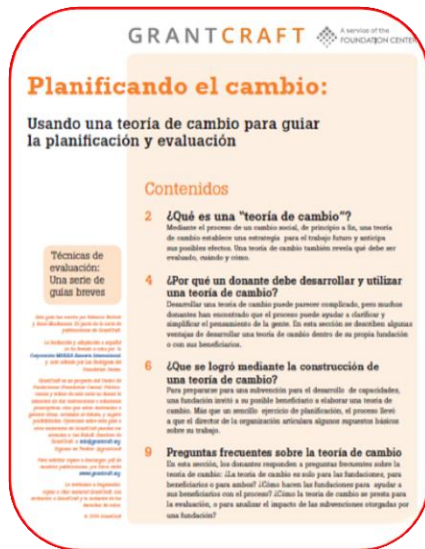 GRANTCRAFT
A service of the
FOUNDATION CENTER
Planificando el cambio:
Usando una teoría de cambio para guiar
la planificación y evaluación
Contenidos
2 ¿Qué es una "teoría de cambio"?
Mediante el proceso de un cambio social, de principio a fin, una teoría
de cambio establece una estrategia para el trabajo futuro y anticipa
sus posibles efectos. Una teoría de cambio también revela qué debe ser
evaluado, cuándo y cómo.
4 ¿Por qué un donante debe desarrollar y utilizar
una teoría de cambio?
Desarrollar una teoría de cambio puede parecer complicado, pero muchos
donantes han encontrado que el proceso puede ayudar a clarificar y
simplificar el pensamiento de la gente. En esta sección se describen algunas
ventajas de desarrollar una teoría de cambio dentro de su propia fundación
o con sus beneficiarios.
6 ¿Que se logró mediante la construcción de
una teoría de cambio?
Para prepararse para una subvención para el desarrollo de capacidades,
una fundación invitó a su posible beneficiario a elaborar una teoría de
cambio. Más que un sencillo ejercicio de planificación, el proceso llevó
a que el director de la organización articulara algunos supuestos básicos
sobre su trabajo.
9 Preguntas frecuentes sobre la teoría de cambio
En esta sección, los donantes responden a preguntas frecuentes sobre la
teoría de cambio: ¿La teoría de cambio es solo para las fundaciones, para
beneficiarios o para ambos? ¿Cómo hacen las fundaciones para ayudar a
sus beneficiarios con el proceso? ¿Cómo la teoría de cambio se presta para
la evaluación, o para analizar el impacto de las subvenciones otorgadas por
una fundación?
Técnicas de
evaluación:
Una serie de
guías breves